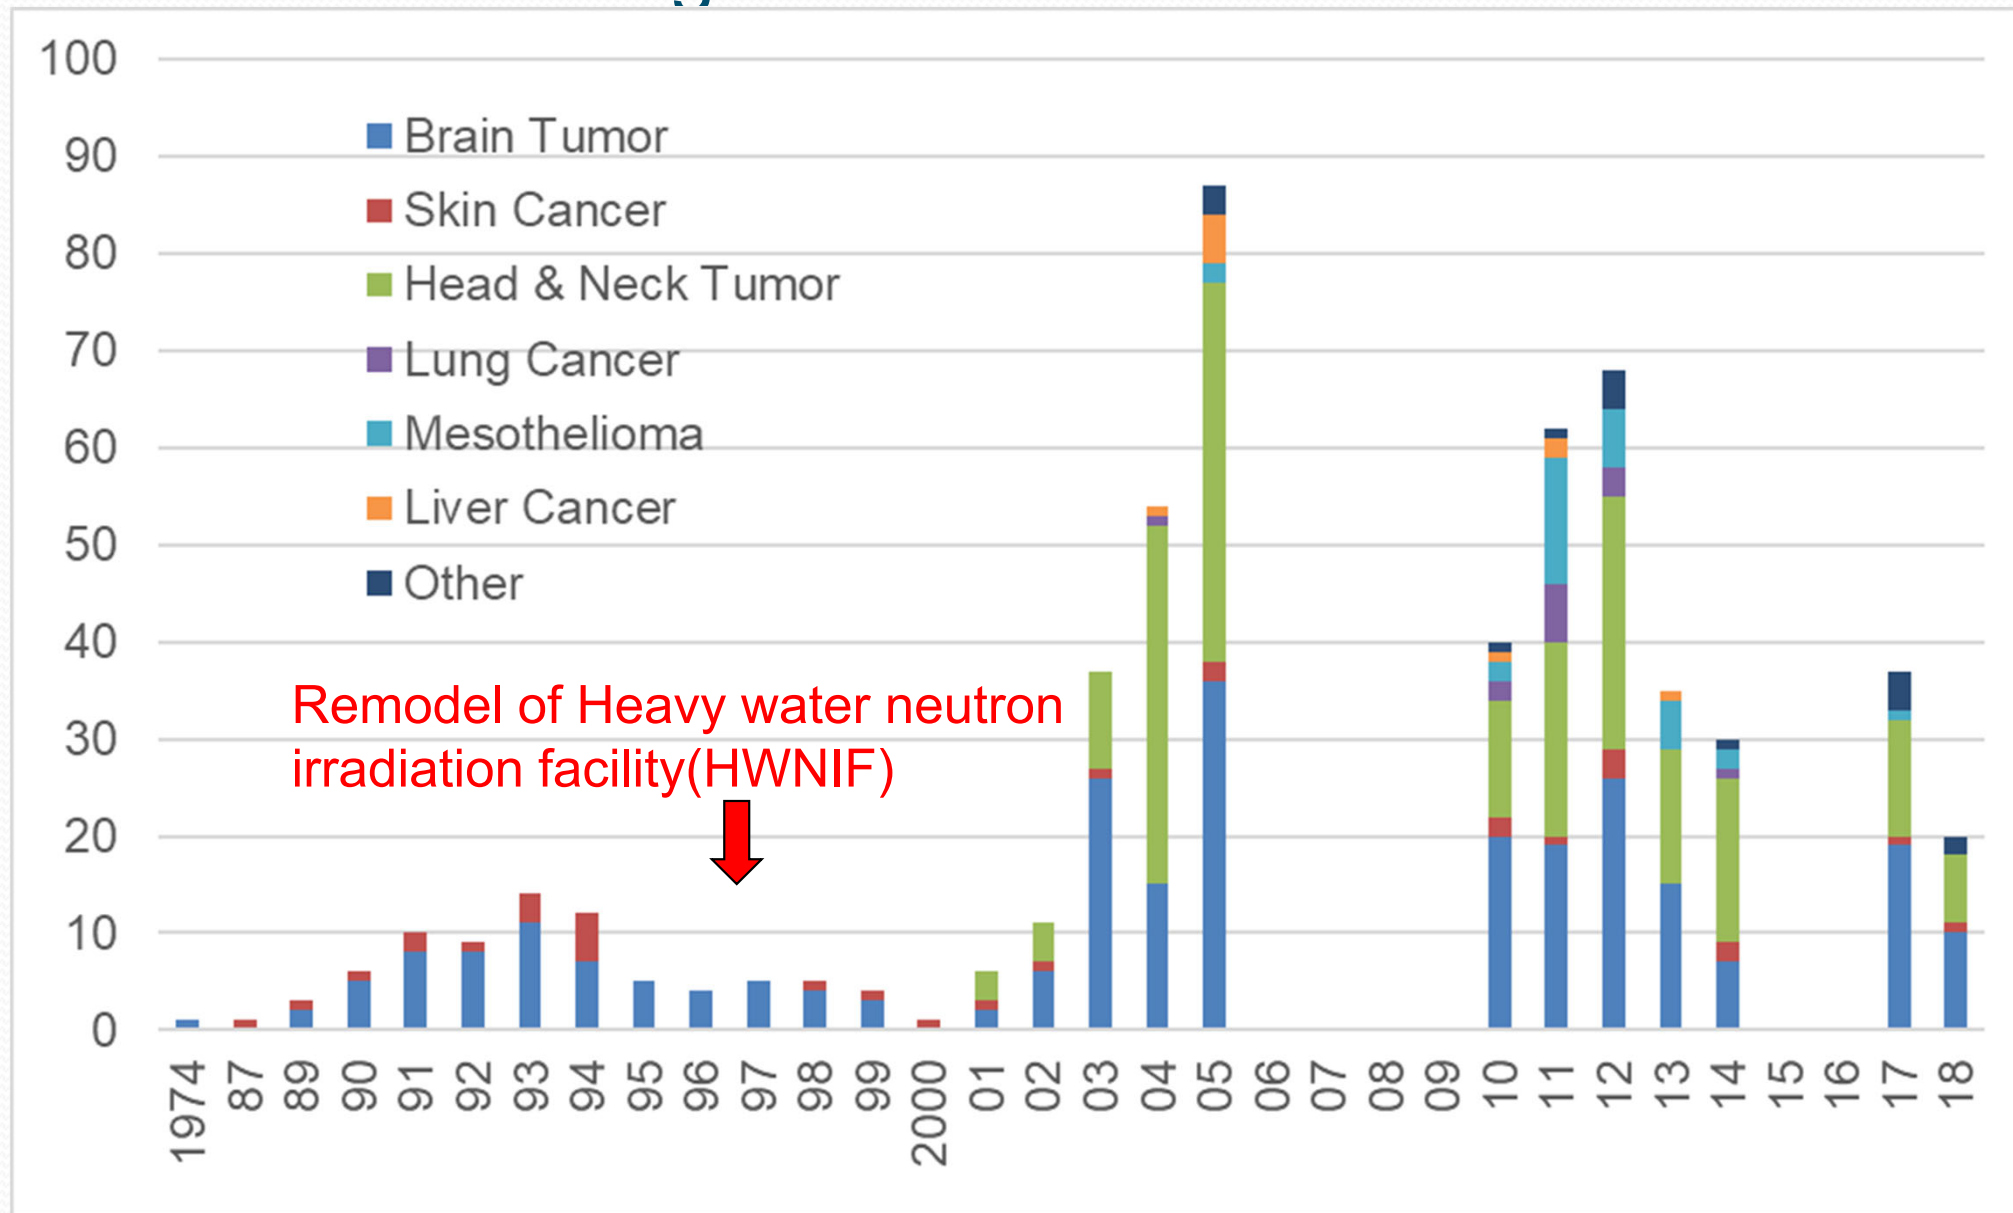 100
90
80
70
60
50
40
30
20
10
0
Brain Tumor
Skin Cancer
Head & Neck Tumor
Lung Cancer
Mesothelioma
Liver Cancer
Other
Remodel of Heavy water neutron
irradiation facility(HWNIF)
1974 87 89 90 91 92 93 94 95 96 97 98 99 2000 01 02 03 04 05 06 07 08 09 10 11 12 13 14 15 16 17 18